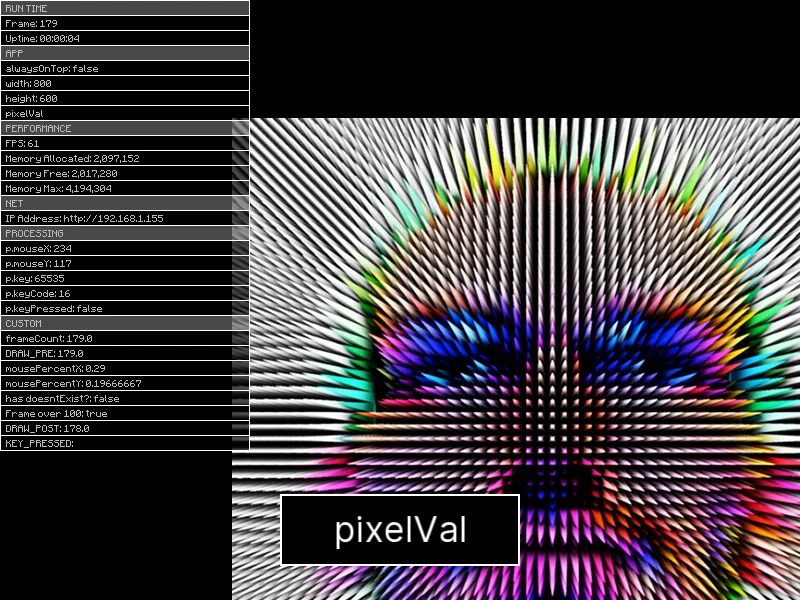 RUN TIME
Frame: 179
Uptime: 00:00:04
APP
alwaysOnTop: false
width: 800
height: 600
pixelVal
PERFORMANCE
FPS: 61
Memory Allocated: 2,097,152
Memory Free: 2,017,280
Memory Max: 4,194,304
NET
IP Address: http://192.168.1.155
PROCESSING
p.mouseX: 234
p.mouseY: 117
p.key: 65535
p.keyCode: 16
p.keyPressed: false
CUSTOM
frameCount: 179.0
DRAW_PRE: 179.0
mousePercentX: 0.29
mousePercentY: 0.19666667
has doesntExist?: false
Frame over 100: true
DRAW_POST: 178.0
KEY_PRESSED:
pixelVal